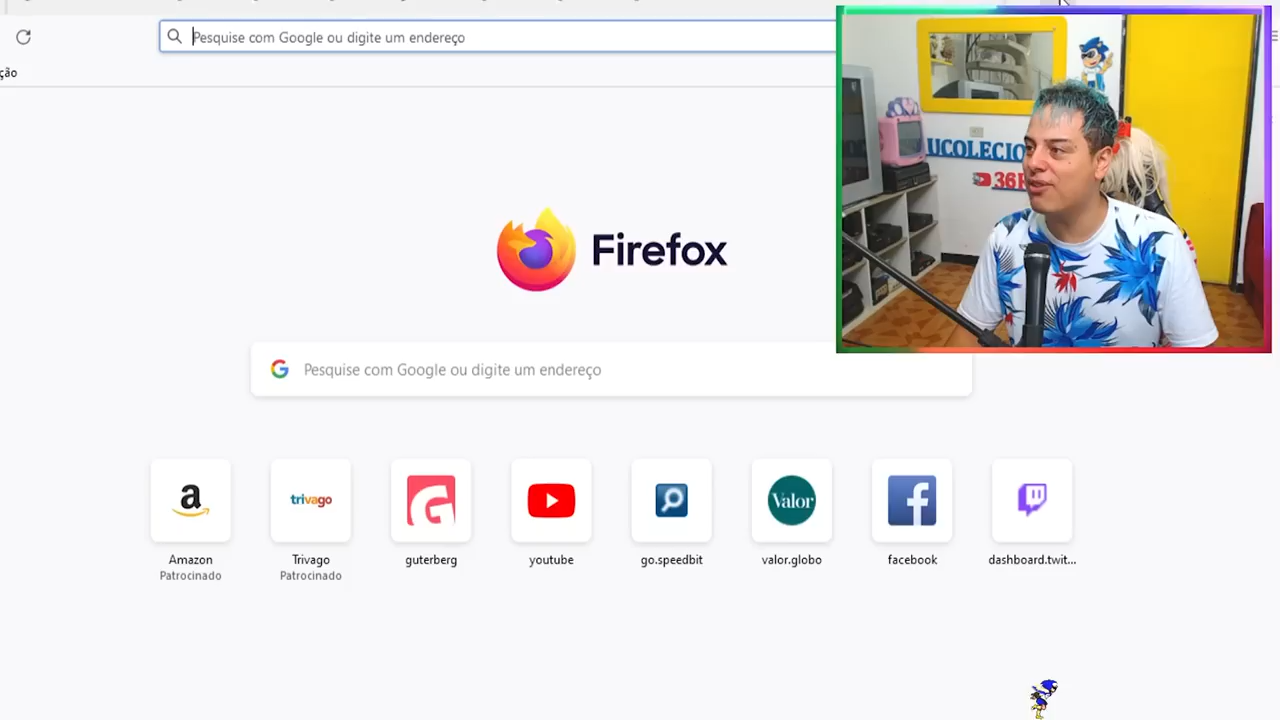 Pesquise com Google ou digite um endereço
ção
UCOLECIO
36
Firefox
Pesquise com Google ou digite um endereço
a
trivago
G
Valor
f
Amazon
Patrocinado
Trivago
Patrocinado
guterberg
youtube
go.speedbit
valor.globo
facebook
dashboard.twit...